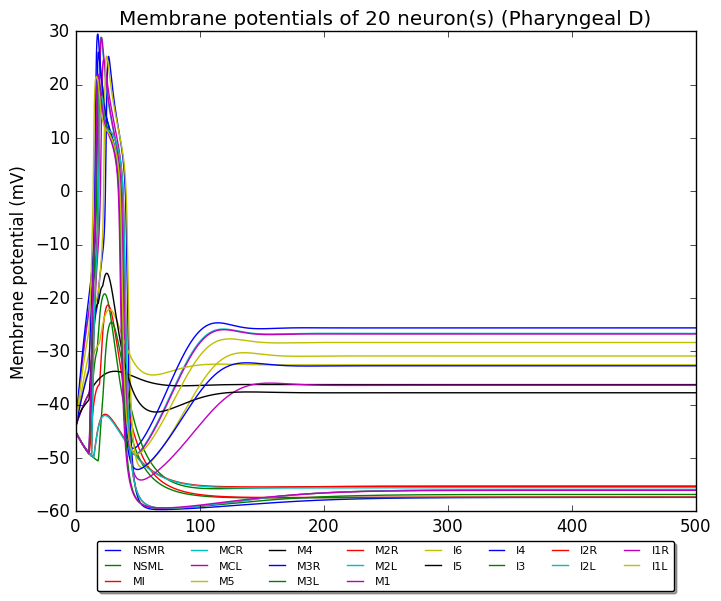 Membrane potentials of 20 neuron(s) (Pharyngeal D)
30
20
10
0
−10
−20
−30
−40
−50
−60
Membrane potential (mV)
0 100 200 300 400 500
NSMR MCR M4 M2R I6 I4 I2R I1R
NSML MCL M3R M2L I5 I3 I2L I1L
MI M5 M3L M1